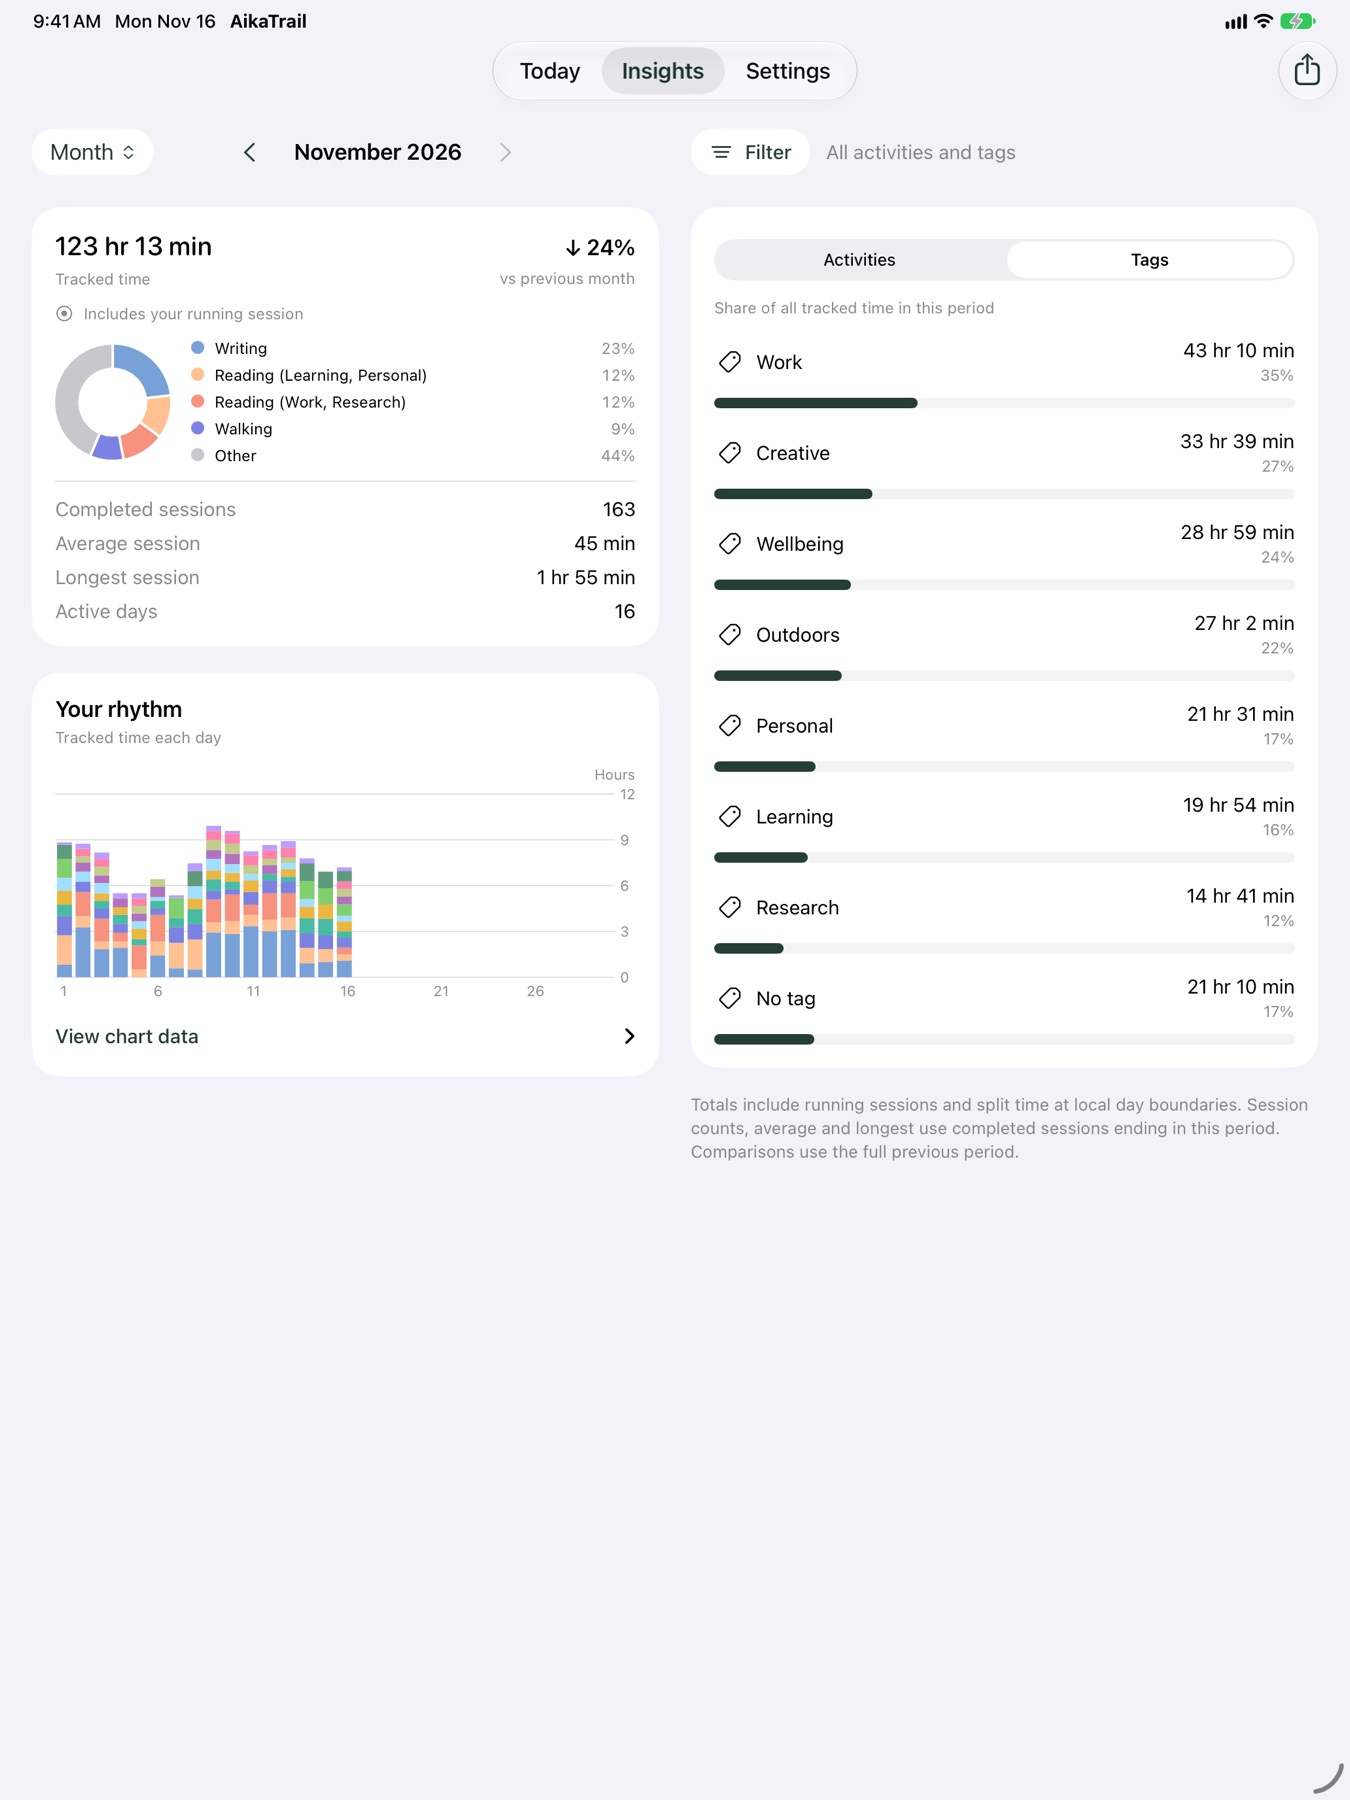 9:41 AM Mon Nov 16 AikaTrail
Today Insights Settings
Month November 2026
Filter All activities and tags
123 hr 13 min 24%
Tracked time vs previous month
Includes your running session
Writing 23%
Reading (Learning, Personal) 12%
Reading (Work, Research) 12%
Walking 9%
Other 44%
Completed sessions 163
Average session 45 min
Longest session 1 hr 55 min
Active days 16
Your rhythm
Tracked time each day
Hours
12
9
6
3
0
1 6 11 16 21 26
View chart data
Activities Tags
Share of all tracked time in this period
Work 43 hr 10 min
35%
Creative 33 hr 39 min
27%
Wellbeing 28 hr 59 min
24%
Outdoors 27 hr 2 min
22%
Personal 21 hr 31 min
17%
Learning 19 hr 54 min
16%
Research 14 hr 41 min
12%
No tag 21 hr 10 min
17%
Totals include running sessions and split time at local day boundaries. Session
counts, average and longest use completed sessions ending in this period.
Comparisons use the full previous period.